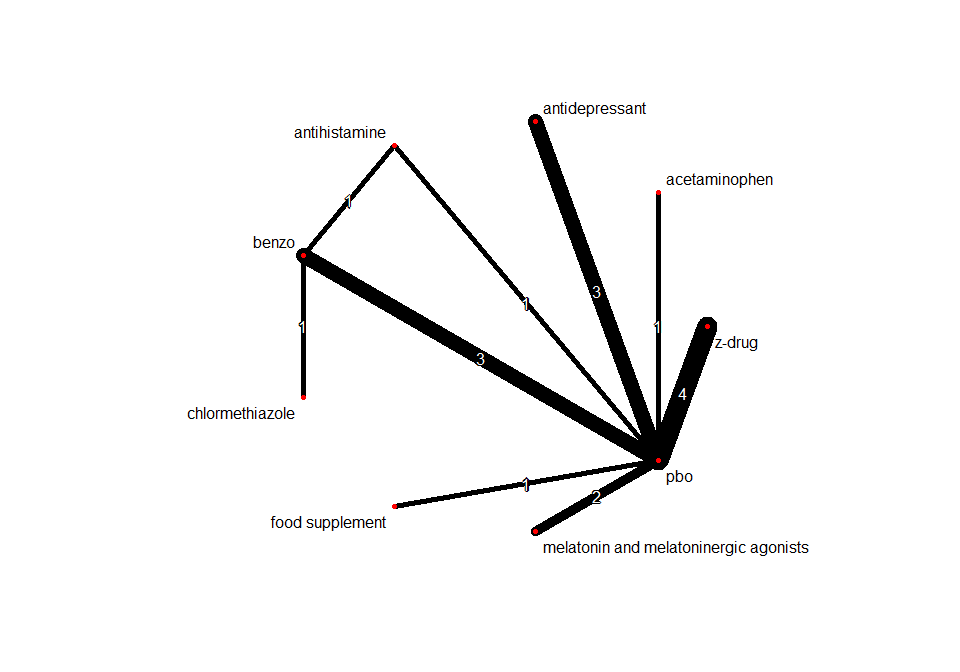 antidepressant
antihistamine
acetaminophen
1
benzo
3
1
1
1
z-drug
3
4
chlormethiazole
pbo
1
2
food supplement
melatonin and melatoninergic agonists